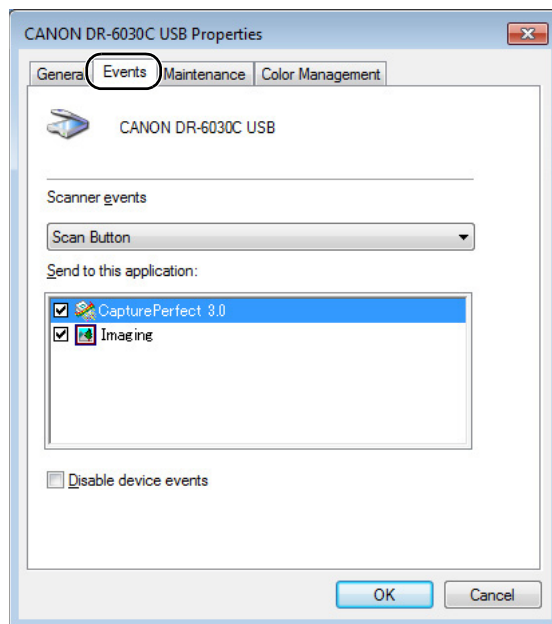 CANON DR-6030C USB Properties
General Events Maintenance Color Management
CANON DR-6030C USB
Scanner events
Scan Button
Send to this application:
CapturePerfect 3.0
Imaging
Disable device events
OK Cancel